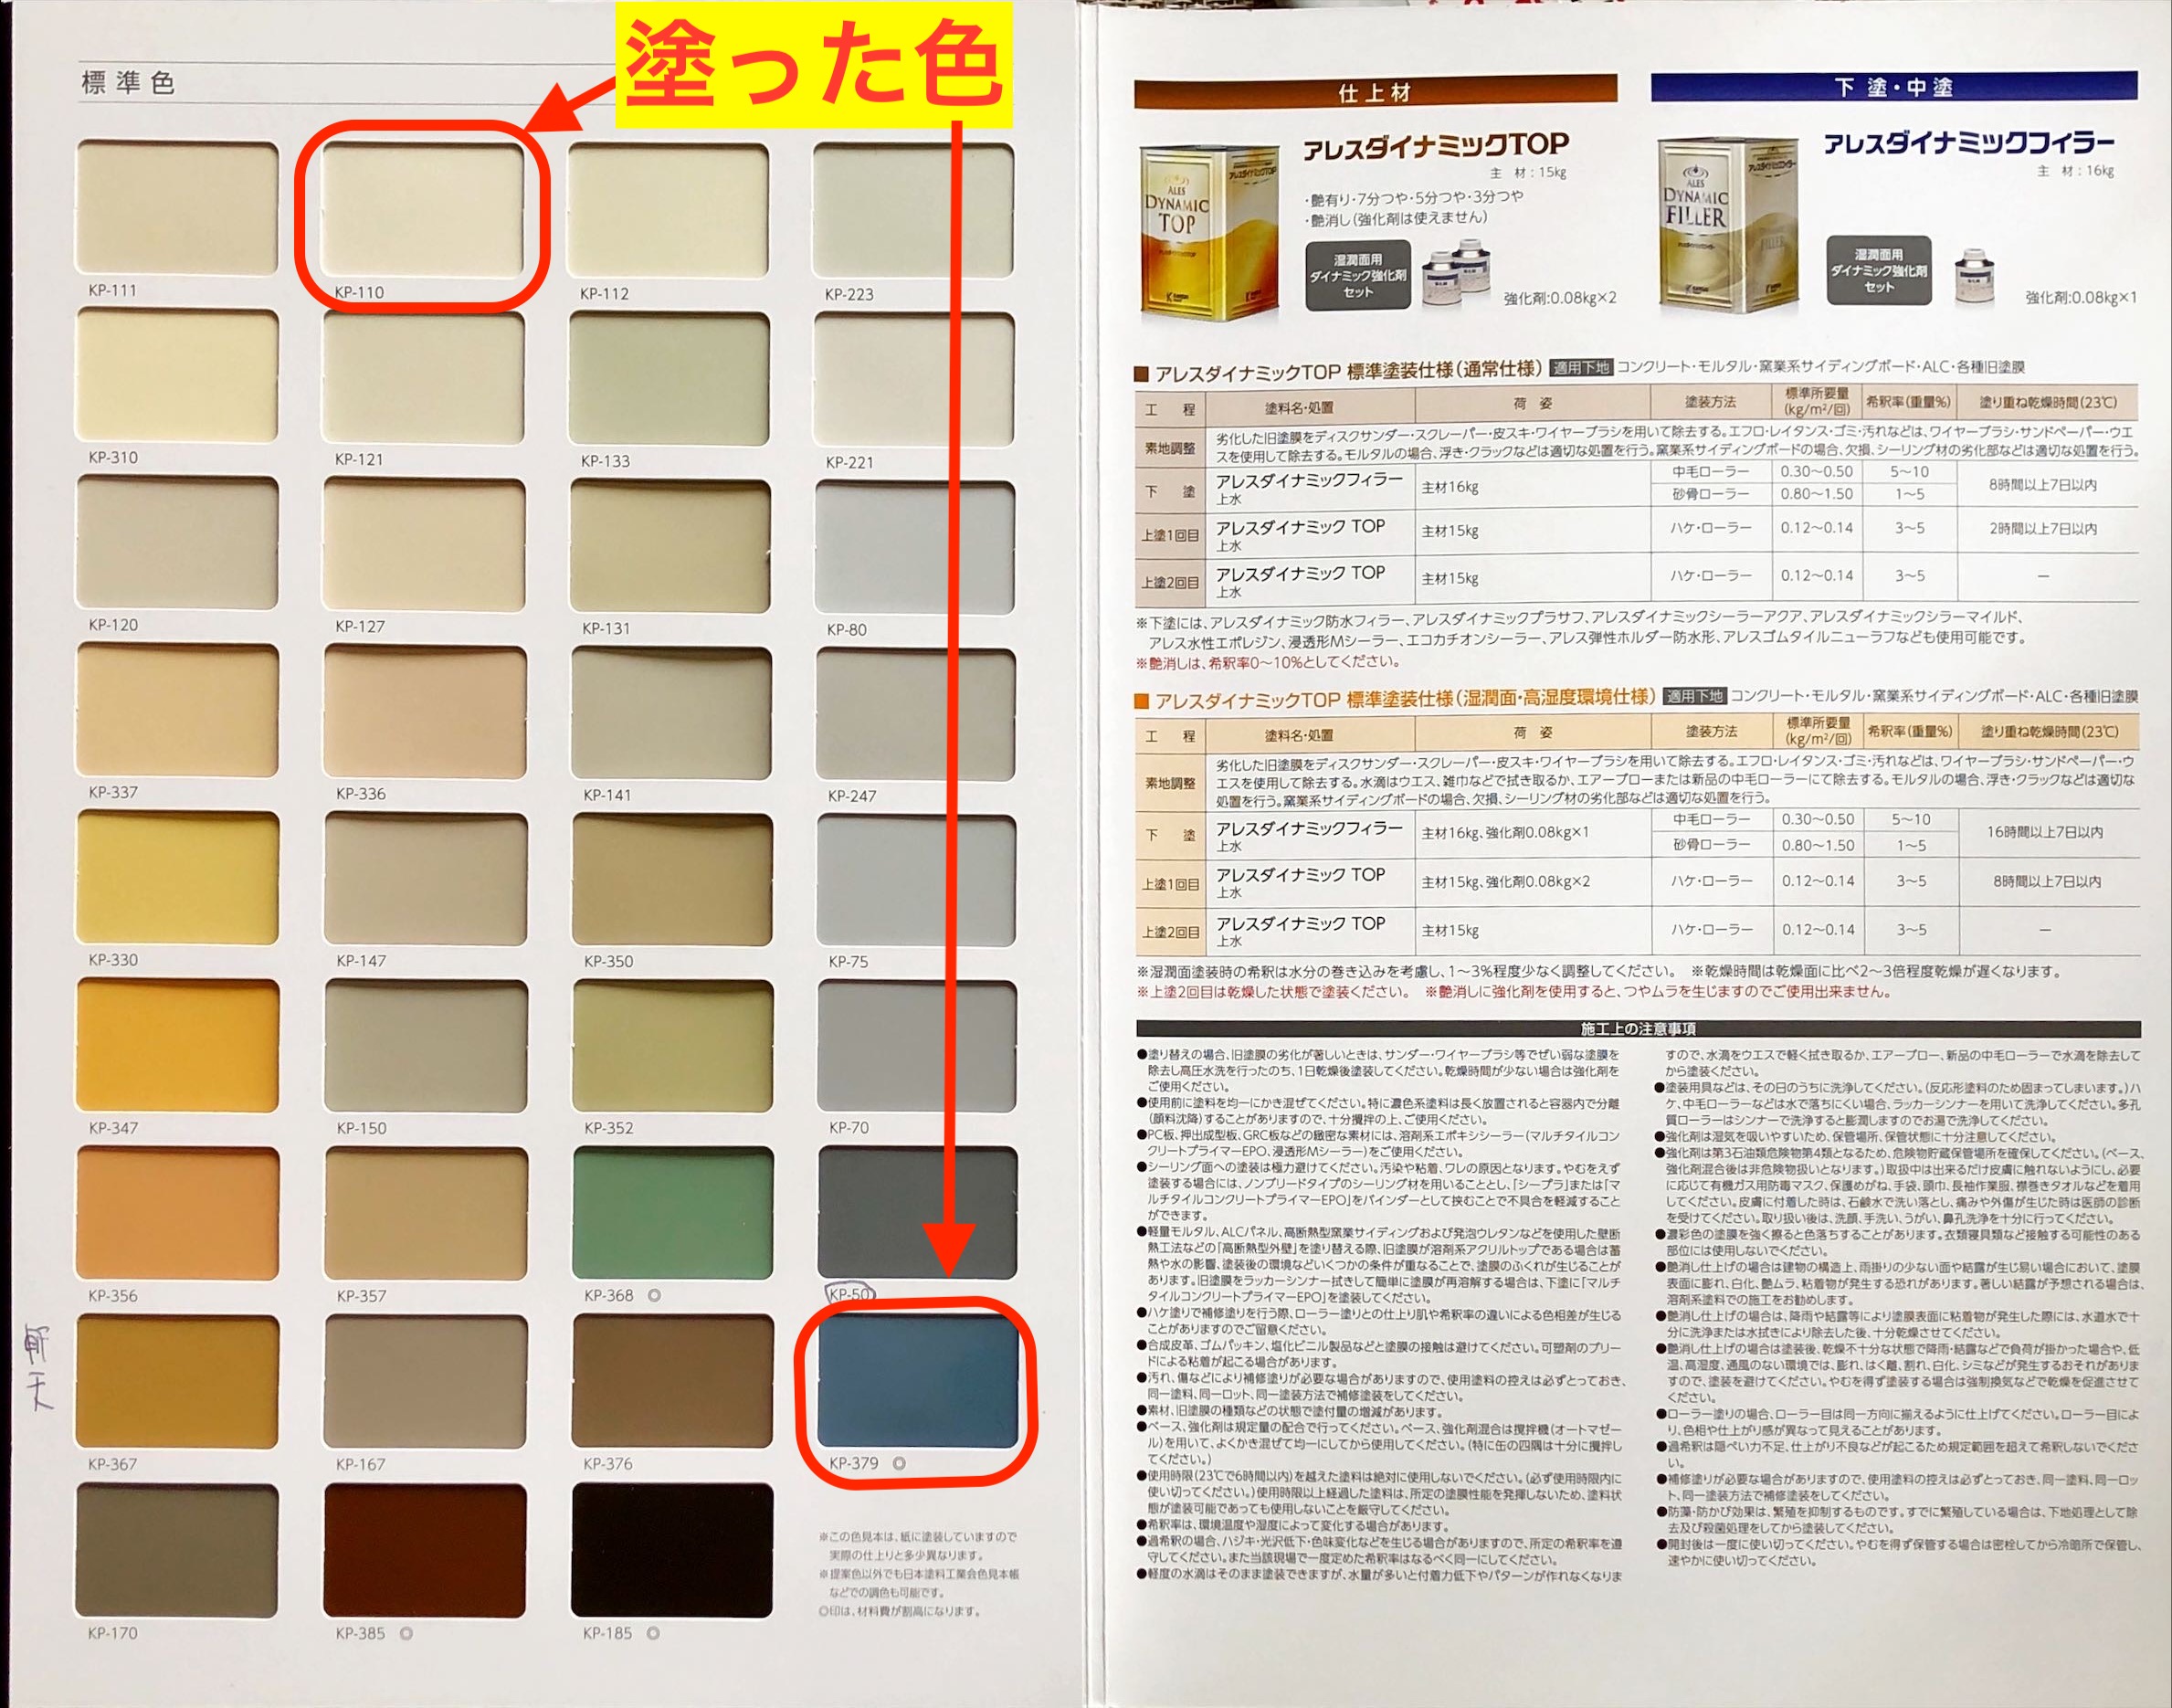 塗った色
標準色
KP-111
KP-110
KP-112
KP-223
KP-310
KP-121
KP-133
KP-221
KP-120
KP-127
KP-131
KP-80
KP-337
KP-336
KP-141
KP-247
KP-330
KP-147
KP-350
KP-75
KP-347
KP-150
KP-352
KP-70
KP-356
KP-357
KP-368 ◎
KP-50
KP-367
KP-167
KP-376
KP-379 ◎
KP-170
KP-385 ◎
KP-185 ◎
※この色見本は、紙に塗装していますので
実際の仕上りと多少異なります。
※提案色以外でも日本塗料工業会色見本帳
などでの調色も可能です。
◎印は、材料費が割高になります。
仕上材
アレスダイナミックTOP
主 材:15kg
・艶有り・7分つや・5分つや・3分つや
・艶消し(強化剤は使えません)
ALES
DYNAMIC
TOP
湿潤面用
ダイナミック強化剤
セット
強化剤:0.08kg×2
下塗・中塗
アレスダイナミックフィラー
主 材:16kg
ALES
DYNAMIC
FILLER
湿潤面用
ダイナミック強化剤
セット
強化剤:0.08kg×1
■ アレスダイナミックTOP 標準塗装仕様(通常仕様) 適用下地 コンクリート・モルタル・窯業系サイディングボード・ALC・各種旧塗膜
工 程 塗料名・処置 荷 姿 塗装方法 標準所要量(kg/m²/回) 希釈率(重量%) 塗り重ね乾燥時間(23℃)
素地調整 劣化した旧塗膜をディスクサンダー・スクレーパー・皮スキ・ワイヤーブラシを用いて除去する。エフロ・レイタンス・ゴミ・汚れなどは、ワイヤーブラシ・サンドペーパー・ウエ
スを使用して除去する。モルタルの場合、浮き・クラックなどは適切な処置を行う。窯業系サイディングボードの場合、欠損、シーリング材の劣化部などは適切な処置を行う。
下 塗 アレスダイナミックフィラー 上水 主材16kg 中毛ローラー 0.30〜0.50 5〜10 8時間以上7日以内
砂骨ローラー 0.80〜1.50 1〜5
上塗1回目 アレスダイナミック TOP 上水 主材15kg ハケ・ローラー 0.12〜0.14 3〜5 2時間以上7日以内
上塗2回目 アレスダイナミック TOP 上水 主材15kg ハケ・ローラー 0.12〜0.14 3〜5 ―
※下塗には、アレスダイナミック防水フィラー、アレスダイナミックプラサフ、アレスダイナミックシーラーアクア、アレスダイナミックシーラーマイルド、
アレス水性エポレジン、浸透形Mシーラー、エコカチオンシーラー、アレス弾性ホルダー防水形、アレスゴムタイルニューラフなども使用可能です。
※艶消しは、希釈率0〜10%としてください。
■ アレスダイナミックTOP 標準塗装仕様(湿潤面・高湿度環境仕様) 適用下地 コンクリート・モルタル・窯業系サイディングボード・ALC・各種旧塗膜
工 程 塗料名・処置 荷 姿 塗装方法 標準所要量(kg/m²/回) 希釈率(重量%) 塗り重ね乾燥時間(23℃)
素地調整 劣化した旧塗膜をディスクサンダー・スクレーパー・皮スキ・ワイヤーブラシを用いて除去する。エフロ・レイタンス・ゴミ・汚れなどは、ワイヤーブラシ・サンドペーパー・ウ
エスを使用して除去する。水滴はウエス、雑巾などで拭き取るか、エアーブローまたは新品の中毛ローラーにて除去する。モルタルの場合、浮き・クラックなどは適切な
処置を行う。窯業系サイディングボードの場合、欠損、シーリング材の劣化部などは適切な処置を行う。
下 塗 アレスダイナミックフィラー 上水 主材16kg、強化剤0.08kg×1 中毛ローラー 0.30〜0.50 5〜10 16時間以上7日以内
砂骨ローラー 0.80〜1.50 1〜5
上塗1回目 アレスダイナミック TOP 上水 主材15kg、強化剤0.08kg×2 ハケ・ローラー 0.12〜0.14 3〜5 8時間以上7日以内
上塗2回目 アレスダイナミック TOP 上水 主材15kg ハケ・ローラー 0.12〜0.14 3〜5 ―
※湿潤面塗装時の希釈は水分の巻き込みを考慮し、1〜3%程度少なく調整してください。 ※乾燥時間は乾燥面に比べ2〜3倍程度乾燥が遅くなります。
※上塗2回目は乾燥した状態で塗装ください。 ※艶消しに強化剤を使用すると、つやムラを生じますのでご使用出来ません。
施工上の注意事項
●塗り替えの場合、旧塗膜の劣化が著しいときは、サンダー・ワイヤーブラシ等でぜい弱な塗膜を
除去し高圧水洗を行ったのち、1日乾燥後塗装してください。乾燥時間が少ない場合は強化剤を
ご使用ください。
●使用前に塗料を均一にかき混ぜてください。特に濃色系塗料は長く放置されると容器内で分離
(顔料沈降)することがありますので、十分攪拌の上、ご使用ください。
●PC板、押出成型板、GRC板などの緻密な素材には、溶剤系エポキシシーラー(マルチタイルコン
クリートプライマーEPO、浸透形Mシーラー)をご使用ください。
●シーリング面への塗装は極力避けてください。汚染や粘着、ワレの原因となります。やむをえず
塗装する場合には、ノンブリードタイプのシーリング材を用いることとし、「シープラ」または「マ
ルチタイルコンクリートプライマーEPO」をバインダーとして挟むことで不具合を軽減すること
ができます。
●軽量モルタル、ALCパネル、高断熱型窯業サイディングおよび発泡ウレタンなどを使用した壁断
熱工法などの「高断熱型外壁」を塗り替える際、旧塗膜が溶剤系アクリルトップである場合は蓄
熱や水の影響、塗装後の環境などいくつかの条件が重なることで、塗膜のふくれが生じることが
あります。旧塗膜をラッカーシンナー拭きして簡単に塗膜が再溶解する場合は、下塗に「マルチ
タイルコンクリートプライマーEPO」を塗装してください。
●ハケ塗りで補修塗りを行う際、ローラー塗りとの仕上り肌や希釈率の違いによる色相差が生じる
ことがありますのでご留意ください。
●合成皮革、ゴムパッキン、塩化ビニル製品などと塗膜の接触は避けてください。可塑剤のブリー
ドによる粘着が起こる場合があります。
●汚れ、傷などにより補修塗りが必要な場合がありますので、使用塗料の控えは必ずとっておき、
同一塗料、同一ロット、同一塗装方法で補修塗装をしてください。
●素材、旧塗膜の種類などの状態で塗付量の増減があります。
●ベース、強化剤は規定量の配合で行ってください。ベース、強化剤混合は攪拌機(オートマゼー
ル)を用いて、よくかき混ぜて均一にしてから使用してください。(特に缶の四隅は十分に攪拌し
てください。)
●使用時限(23℃で6時間以内)を越えた塗料は絶対に使用しないでください。(必ず使用時限内に
使い切ってください。)使用時限以上経過した塗料は、所定の塗膜性能を発揮しないため、塗料状
態が塗装可能であっても使用しないことを厳守してください。
●希釈率は、環境温度や湿度によって変化する場合があります。
●過希釈の場合、ハジキ・光沢低下・色味変化などを生じる場合がありますので、所定の希釈率を遵
守してください。また当該現場で一度定めた希釈率はなるべく同一にしてください。
●軽度の水滴はそのまま塗装できますが、水量が多いと付着力低下やパターンが作れなくなりま
すので、水滴をウエスで軽く拭き取るか、エアーブロー、新品の中毛ローラーで水滴を除去して
から塗装ください。
●塗装用具などは、その日のうちに洗浄してください。(反応形塗料のため固まってしまいます。)ハ
ケ、中毛ローラーなどは水で落ちにくい場合、ラッカーシンナーを用いて洗浄してください。多孔
質ローラーはシンナーで洗浄すると膨潤しますのでお湯で洗浄してください。
●強化剤は湿気を吸いやすいため、保管場所、保管状態に十分注意してください。
●強化剤は第3石油類危険物第4類となるため、危険物貯蔵保管場所を確保してください。(ベース、
強化剤混合後は非危険物扱いとなります。)取扱中は出来るだけ皮膚に触れないようにし、必要
に応じて有機ガス用防毒マスク、保護めがね、手袋、頭巾、長袖作業服、襟巻きタオルなどを着用
してください。皮膚に付着した時は、石鹸水で洗い落とし、痛みや外傷が生じた時は医師の診断
を受けてください。取り扱い後は、洗顔、手洗い、うがい、鼻孔洗浄を十分に行ってください。
●濃彩色の塗膜を強く擦ると色落ちすることがあります。衣類寝具類など接触する可能性のある
部位には使用しないでください。
●艶消し仕上げの場合は建物の構造上、雨掛りの少ない面や結露が生じ易い場合において、塗膜
表面に膨れ、白化、艶ムラ、粘着物が発生する恐れがあります。著しい結露が予想される場合は、
溶剤系塗料での施工をお勧めします。
●艶消し仕上げの場合は、降雨や結露等により塗膜表面に粘着物が発生した際には、水道水で十
分に洗浄または水拭きにより除去した後、十分乾燥させてください。
●艶消し仕上げの場合は塗装後、乾燥不十分な状態で降雨・結露などで負荷が掛かった場合や、低
温、高湿度、通風のない環境では、膨れ、はく離、割れ、白化、シミなどが発生するおそれがありま
すので、塗装を避けてください。やむを得ず塗装する場合は強制換気などで乾燥を促進させて
ください。
●ローラー塗りの場合、ローラー目は同一方向に揃えるように仕上げてください。ローラー目によ
り、色相や仕上がり感が異なって見えることがあります。
●過希釈は隠ぺい力不足、仕上がり不良などが起こるため規定範囲を超えて希釈しないでくださ
い。
●補修塗りが必要な場合がありますので、使用塗料の控えは必ずとっておき、同一塗料、同一ロッ
ト、同一塗装方法で補修塗装をしてください。
●防藻・防かび効果は、繁殖を抑制するものです。すでに繁殖している場合は、下地処理として除
去及び殺菌処理をしてから塗装してください。
●開封後は一度に使い切ってください。やむを得ず保管する場合は密栓してから冷暗所で保管し、
速やかに使い切ってください。